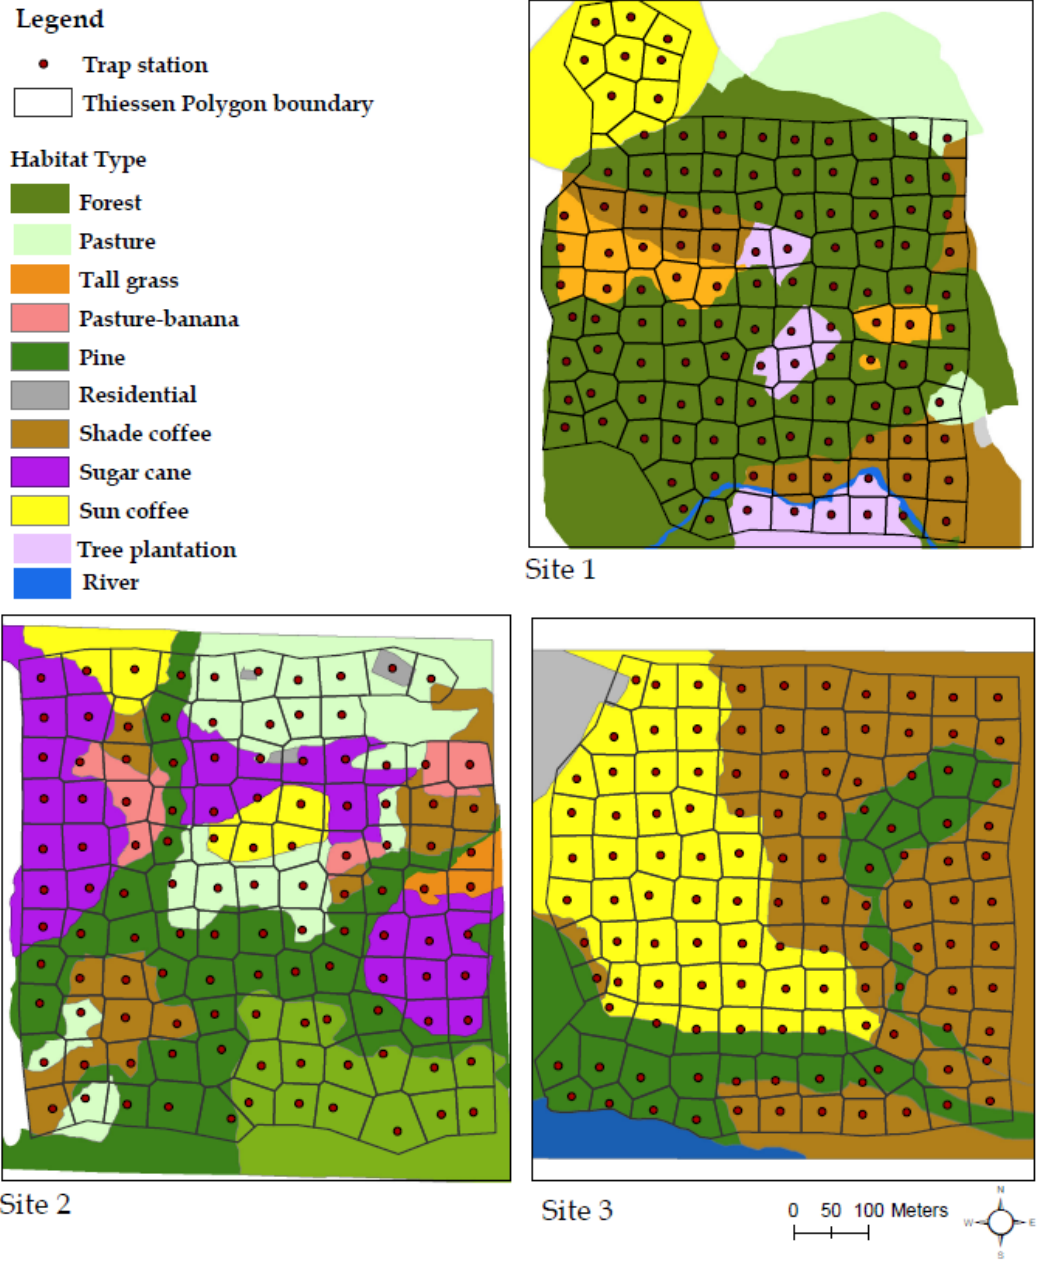 Legend
Trap station
Thiessen Polygon boundary
Habitat Type
Forest
Pasture
Tall grass
Pasture-banana
Pine
Residential
Shade coffee
Sugar cane
Sun coffee
Tree plantation
River
Site 1
Site 2
Site 3
0 50 100 Meters
N
W E
S